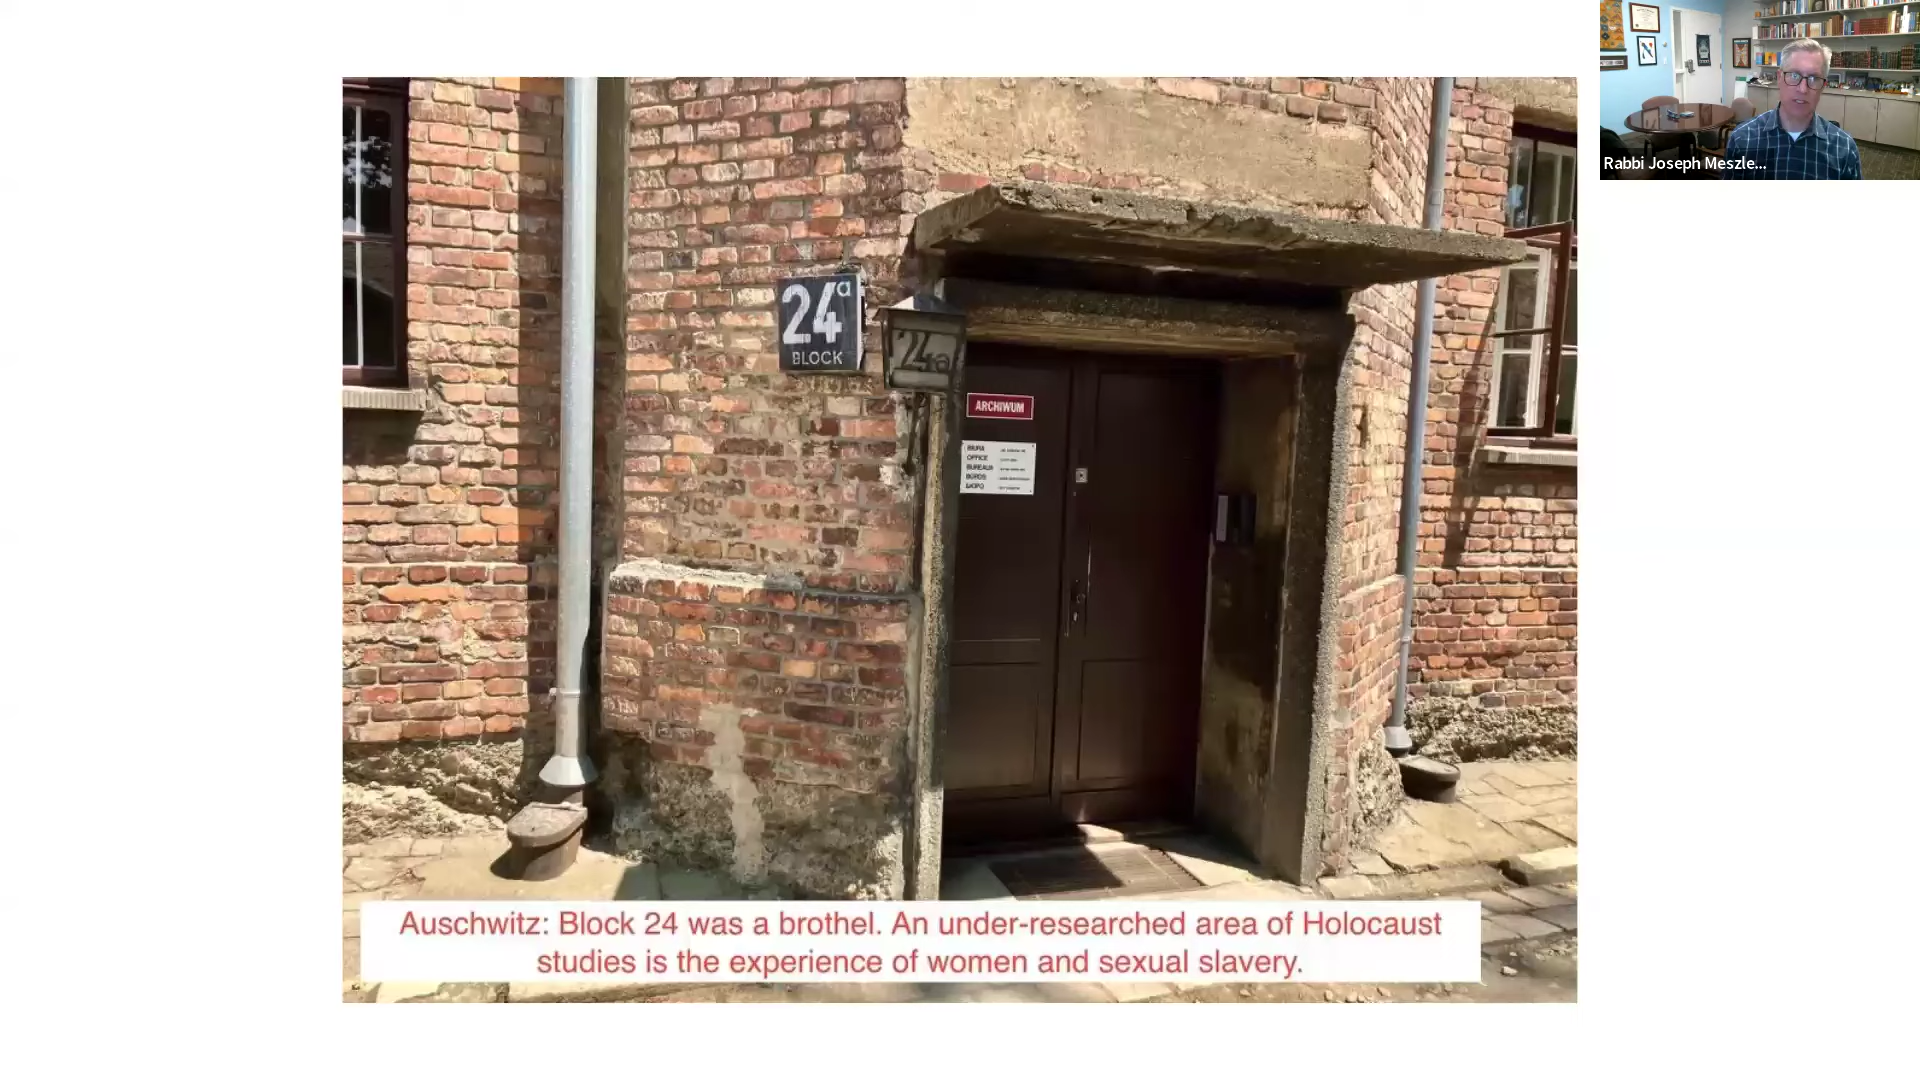 Rabbi Joseph Meszle...
24a
BLOCK
24a
ARCHIWUM
BIURA
OFFICE
BUREAUX
BÜROS
БЮРО
Auschwitz: Block 24 was a brothel. An under-researched area of Holocaust
studies is the experience of women and sexual slavery.